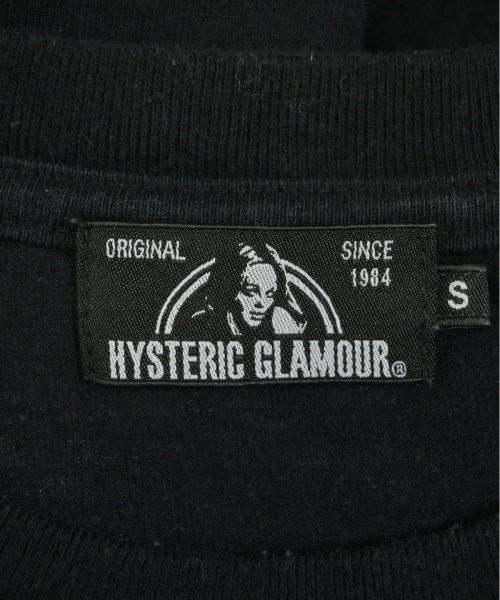 ORIGINAL SINCE
1984
HYSTERIC GLAMOUR®
S